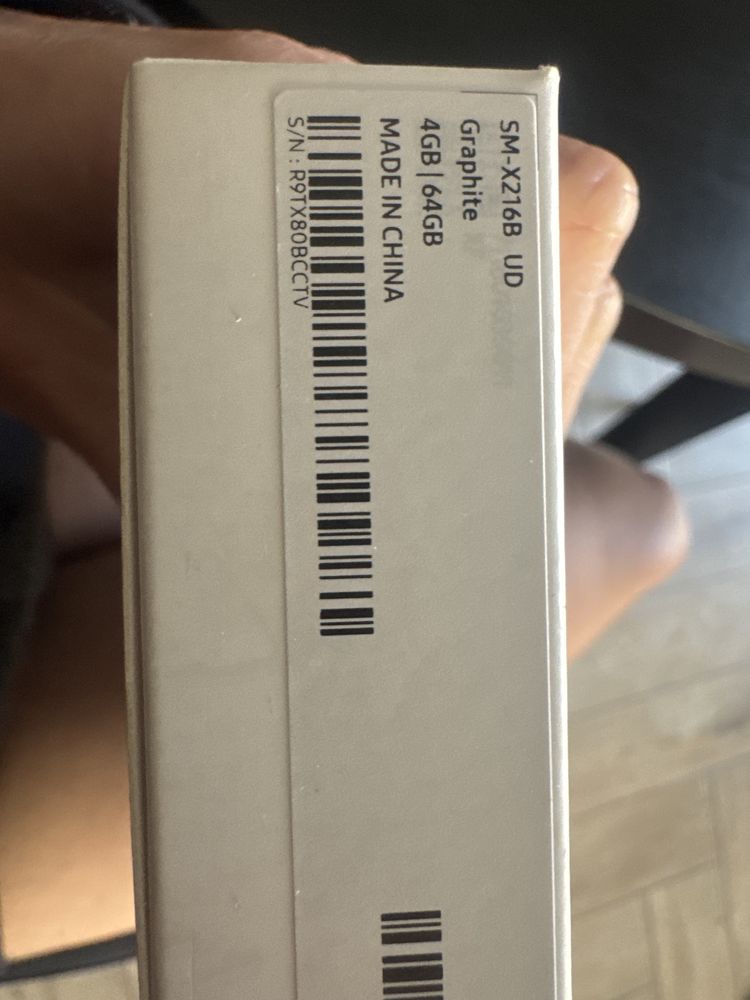 SM-X216B UD
Graphite
4GB | 64GB
MADE IN CHINA
S/N : R9TX80BCCTV